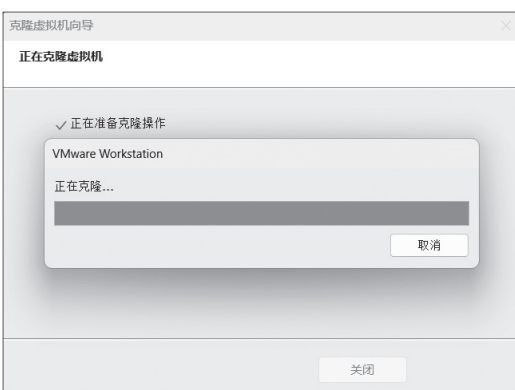 克隆虚拟机向导
正在克隆虚拟机
✓ 正在准备克隆操作
VMware Workstation
正在克隆...
取消
关闭